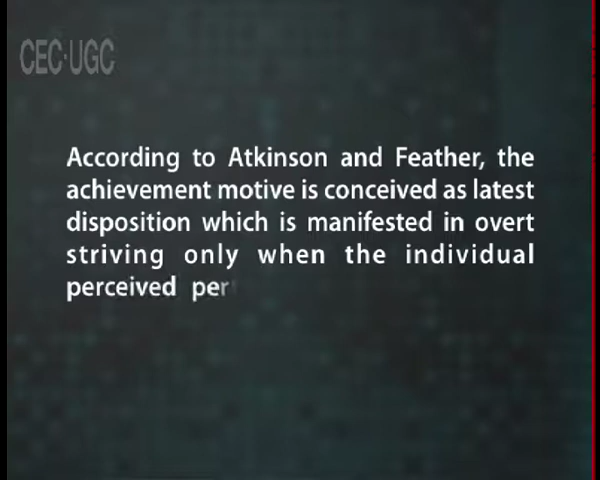 CEC-UGC
According to Atkinson and Feather, the
achievement motive is conceived as latest
disposition which is manifested in overt
striving only when the individual
perceived per